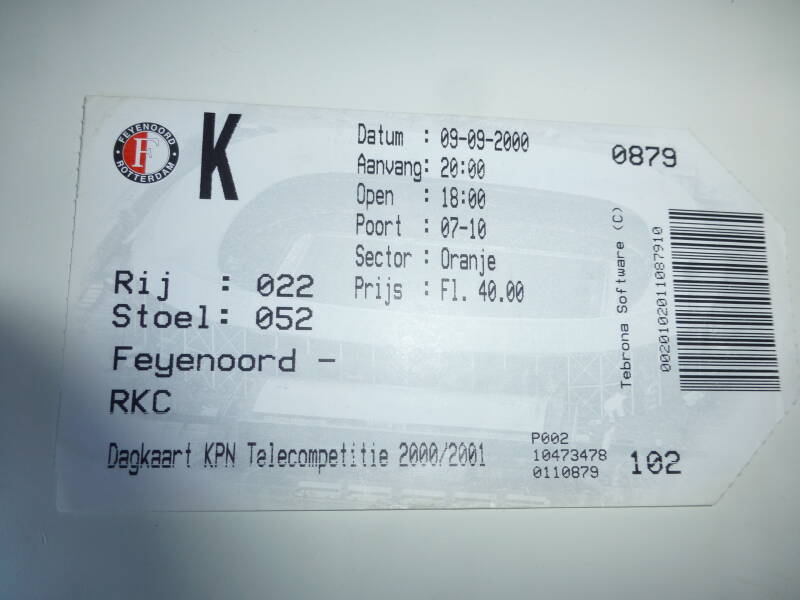 FEYENOORD
F
ROTTERDAM
K
Datum : 09-09-2000
Aanvang: 20:00
Open : 18:00
Poort : 07-10
Sector : Oranje
Prijs : Fl. 40.00
Rij : 022
Stoel: 052
Feyenoord -
RKC
Dagkaart KPN Telecompetitie 2000/2001
P002
10473478
0110879
102
0879
Tebrona Software (C)
0020102011087910